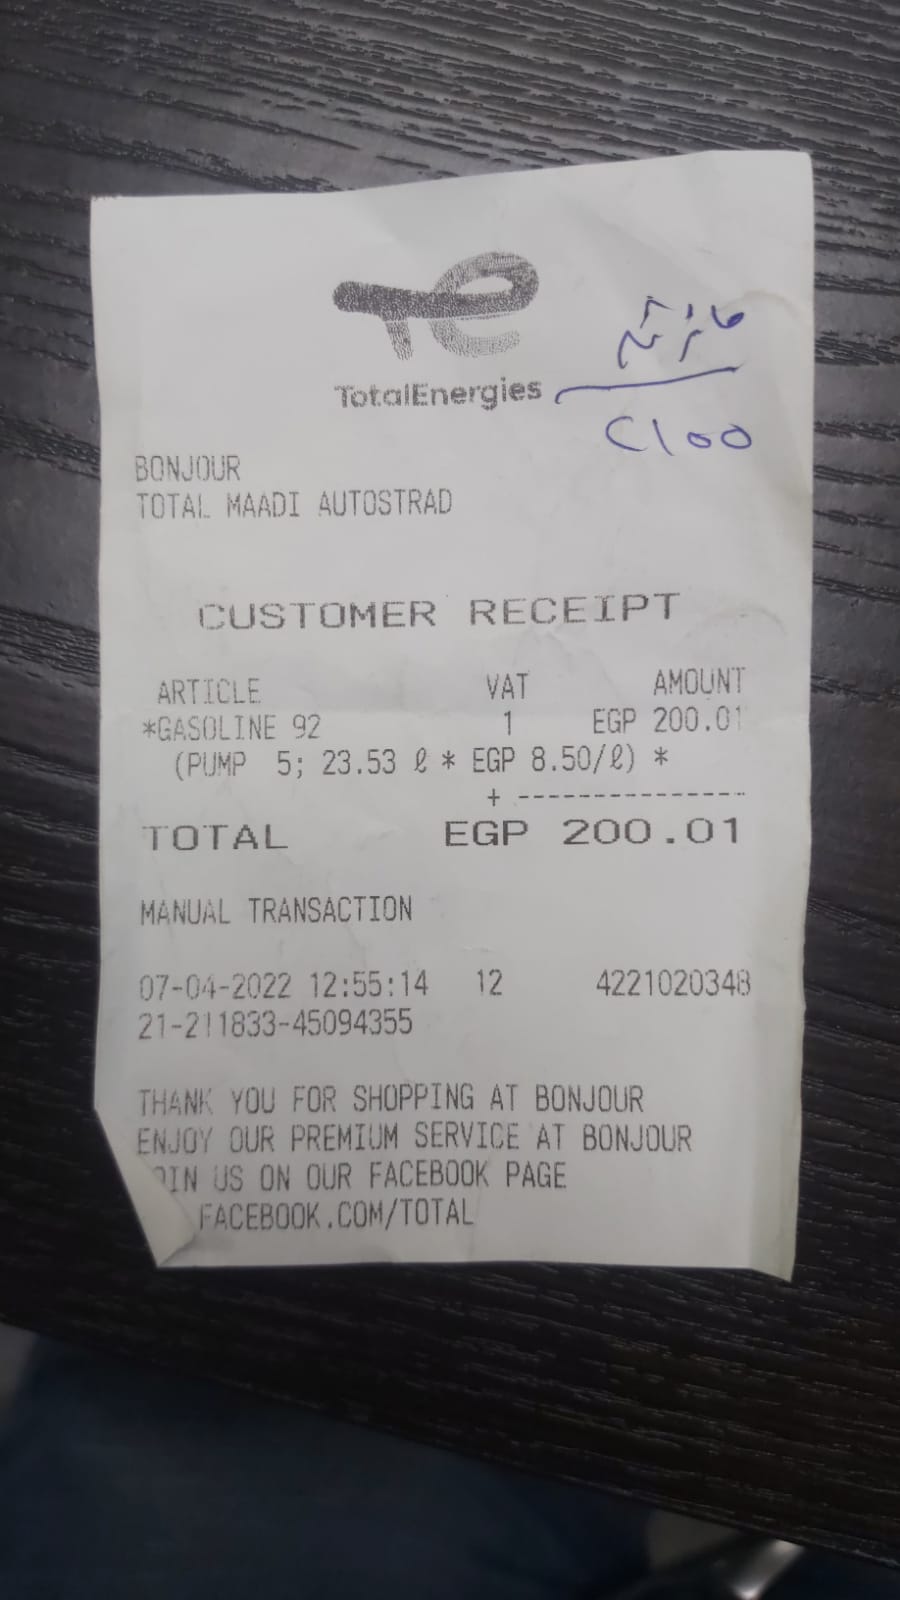 TotalEnergies
BONJOUR
TOTAL MAADI AUTOSTRAD
CUSTOMER RECEIPT
ARTICLE VAT AMOUNT
*GASOLINE 92 1 EGP 200.01
(PUMP 5; 23.53 ℓ * EGP 8.50/ℓ) *
+ ---------------
TOTAL EGP 200.01
MANUAL TRANSACTION
07-04-2022 12:55:14 12 4221020348
21-211833-45094355
THANK YOU FOR SHOPPING AT BONJOUR
ENJOY OUR PREMIUM SERVICE AT BONJOUR
OIN US ON OUR FACEBOOK PAGE
FACEBOOK.COM/TOTAL